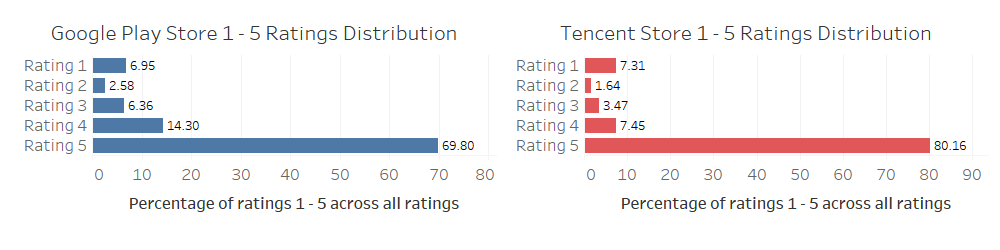 Google Play Store 1 - 5 Ratings Distribution
Rating 1 6.95
Rating 2 2.58
Rating 3 6.36
Rating 4 14.30
Rating 5 69.80
0 10 20 30 40 50 60 70 80
Percentage of ratings 1 - 5 across all ratings
Tencent Store 1 - 5 Ratings Distribution
Rating 1 7.31
Rating 2 1.64
Rating 3 3.47
Rating 4 7.45
Rating 5 80.16
0 10 20 30 40 50 60 70 80 90
Percentage of ratings 1 - 5 across all ratings